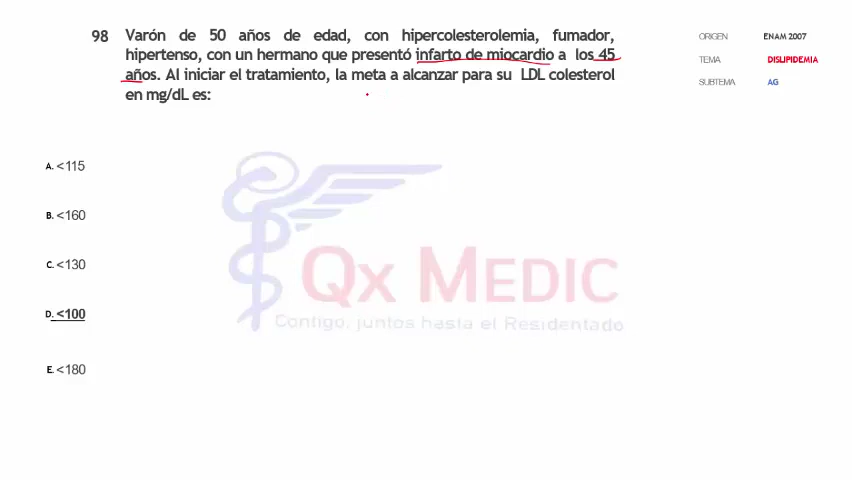 98 Varón de 50 años de edad, con hipercolesterolemia, fumador,
hipertenso, con un hermano que presentó infarto de miocardio a los 45
años. Al iniciar el tratamiento, la meta a alcanzar para su LDL colesterol
en mg/dL es:
ORIGEN ENAM 2007
TEMA DISLIPIDEMIA
SUBTEMA AG
A. <115
B. <160
C. <130
D. <100
E. <180
Qx MEDIC
Contigo, juntos hasta el Residentado